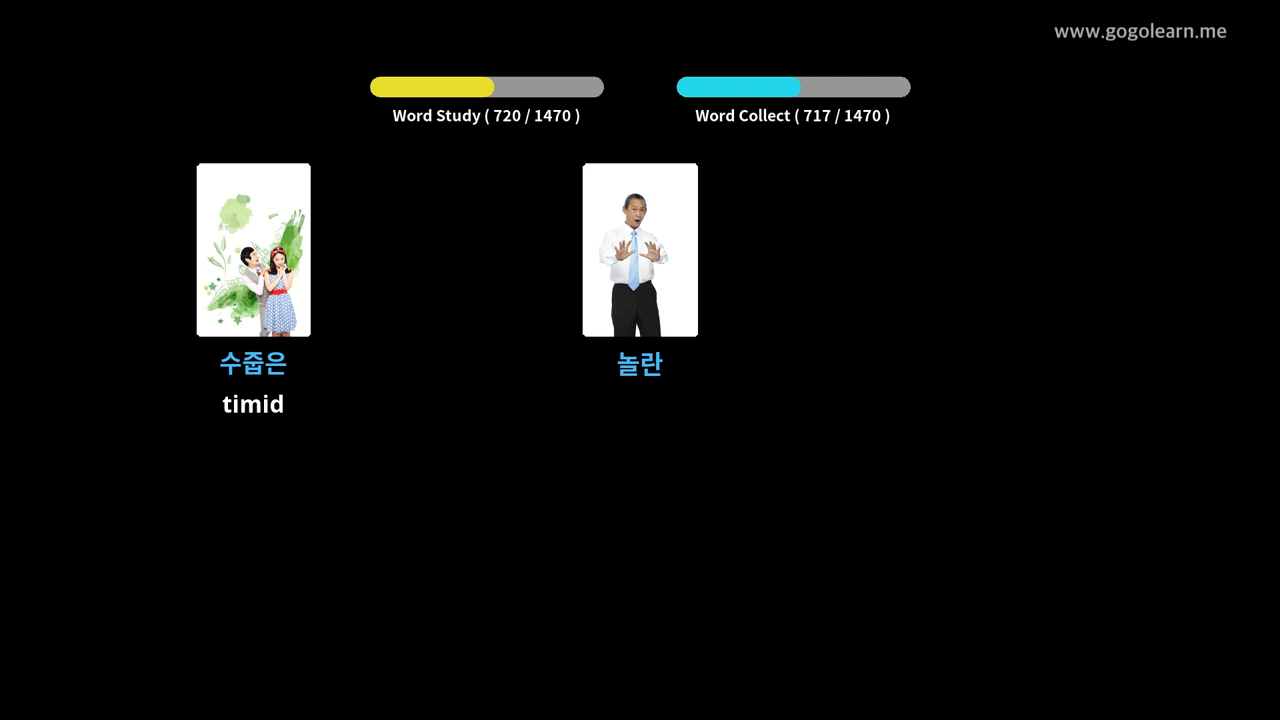 www.gogolearn.me
Word Study ( 720 / 1470 )
Word Collect ( 717 / 1470 )
수줍은
timid
놀란